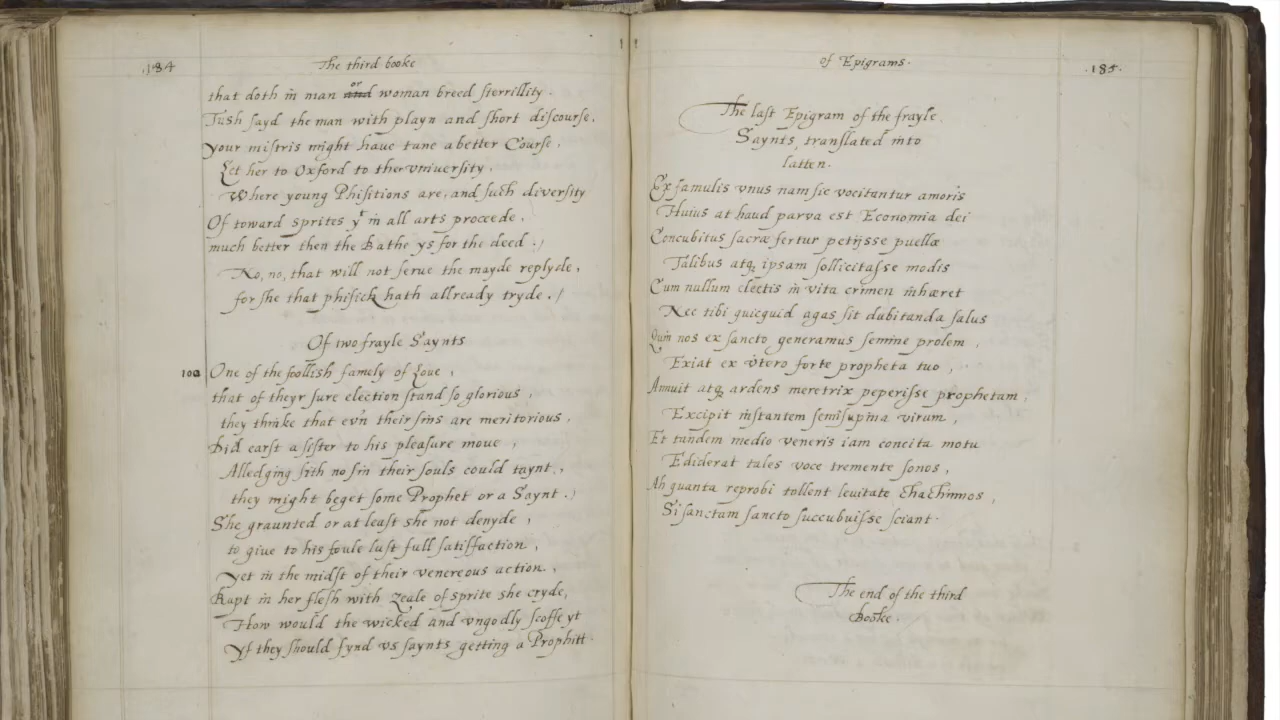 .184
The third booke
that doth in man or and woman breed sterrillity.
Tush sayd the man with playn and short discourse,
your mistris might have tane a better Course,
Let her to Oxford to the vniuersity,
Where young Phisitions are, and such diversity
Of toward sprites yt in all arts proceede,
much better then the Bathe ys for the deed./
No, no, that will not serve the mayde replyde,
for she that phisick hath allready tryde./
Of two frayle Saynts
100 One of the foollish famely of Love,
that of theyr sure election stand so glorious,
they thinke that evn their sins are meritorious.
Did earst a sister to his pleasure move,
Alledging sith no sin their souls could taynt,
they might beget some Prophet or a Saynt./
She graunted or at least she not denyde,
to give to his foule lust full satisfaction,
yet in the midst of their venereous action,
Rapt in her flesh with zeale of sprite she cryde,
How would the wicked and vngodly scoffe yt
Yf they should fynd vs saynts getting a Prophitt
of Epigrams.
.185.
The last Epigram of the frayle
Saynts, translated into
latten.
Ex famulis vnus nam sic vocitantur amoris
Huius at haud parva est Economia dei
Concubitus sacræ fertur petijsse puellæ
Talibus atq; ipsam sollicitasse modis
Cum nullum electis in vita crimen inhæret
Nec tibi quicquid agas sit dubitanda salus
Quin nos ex sancto generamus semine prolem,
Exiat ex vtero forte propheta tuo,
Annuit atq; ardens meretrix peperisse prophetam,
Excipit instantem semisupina virum,
Et tandem medio veneris iam concita motu
Ediderat tales voce tremente sonos,
Ah quanta reprobi tollent leuitate Chachinnos,
Si sanctam sancto succubuisse sciant.
The end of the third
booke.